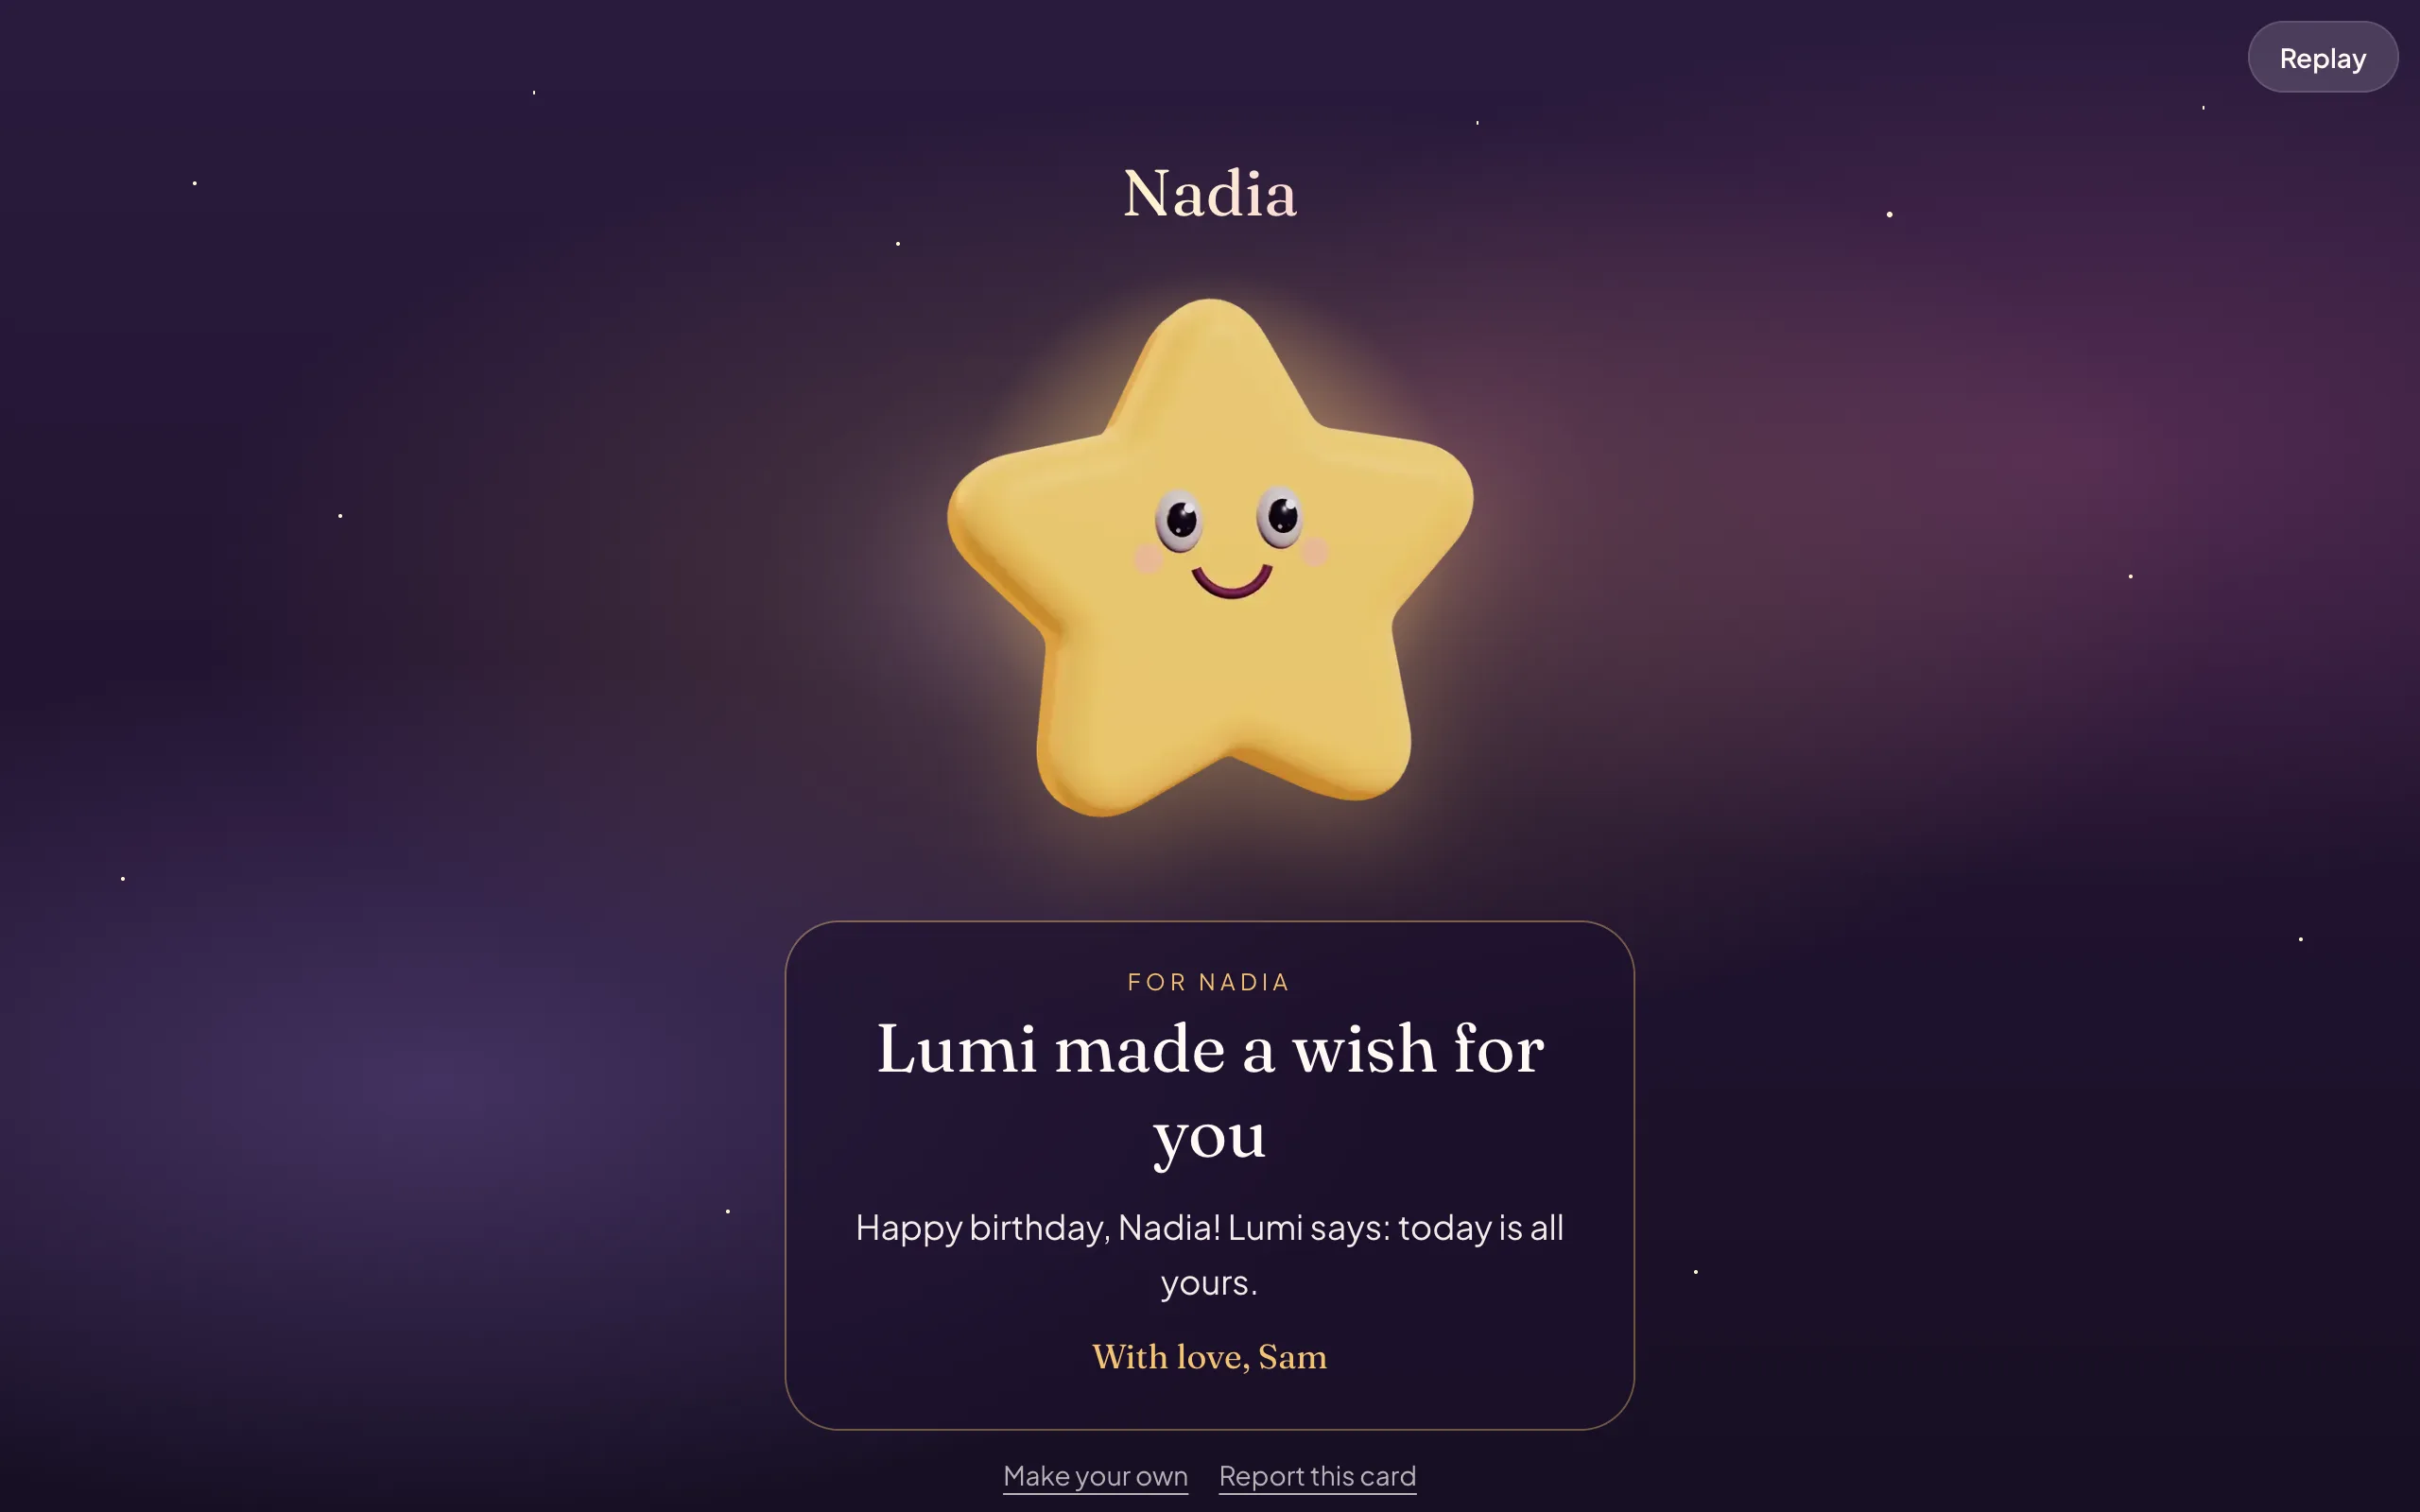 Replay
Nadia
FOR NADIA
Lumi made a wish for
you
Happy birthday, Nadia! Lumi says: today is all
yours.
With love, Sam
Make your own Report this card